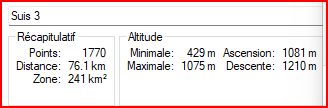 Suis 3
Récapitulatif
Points: 1770
Distance: 76.1 km
Zone: 241 km²
Altitude
Minimale: 429 m Ascension: 1081 m
Maximale: 1075 m Descente: 1210 m